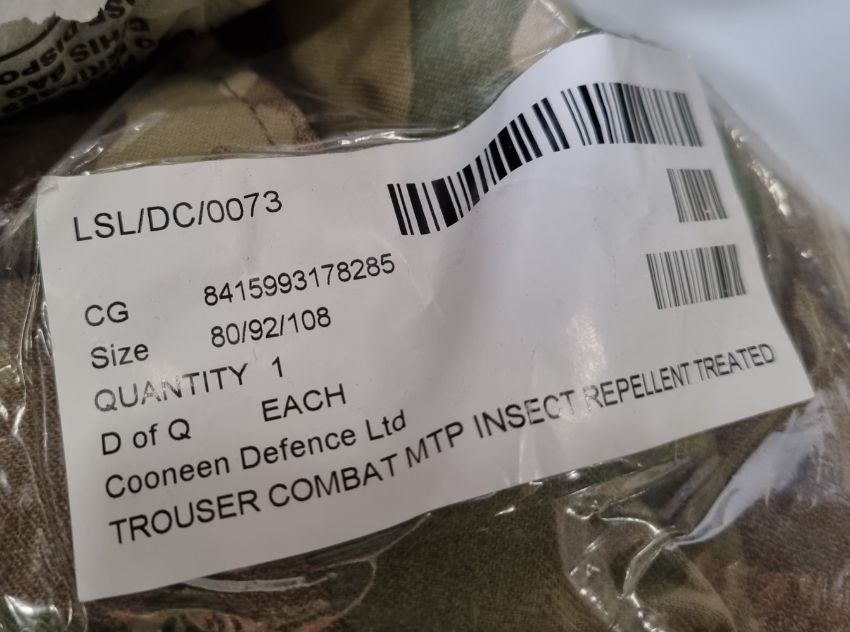 LSL/DC/0073
CG 8415993178285
Size 80/92/108
QUANTITY 1
D of Q EACH
Cooneen Defence Ltd
TROUSER COMBAT MTP INSECT REPELLENT TREATED